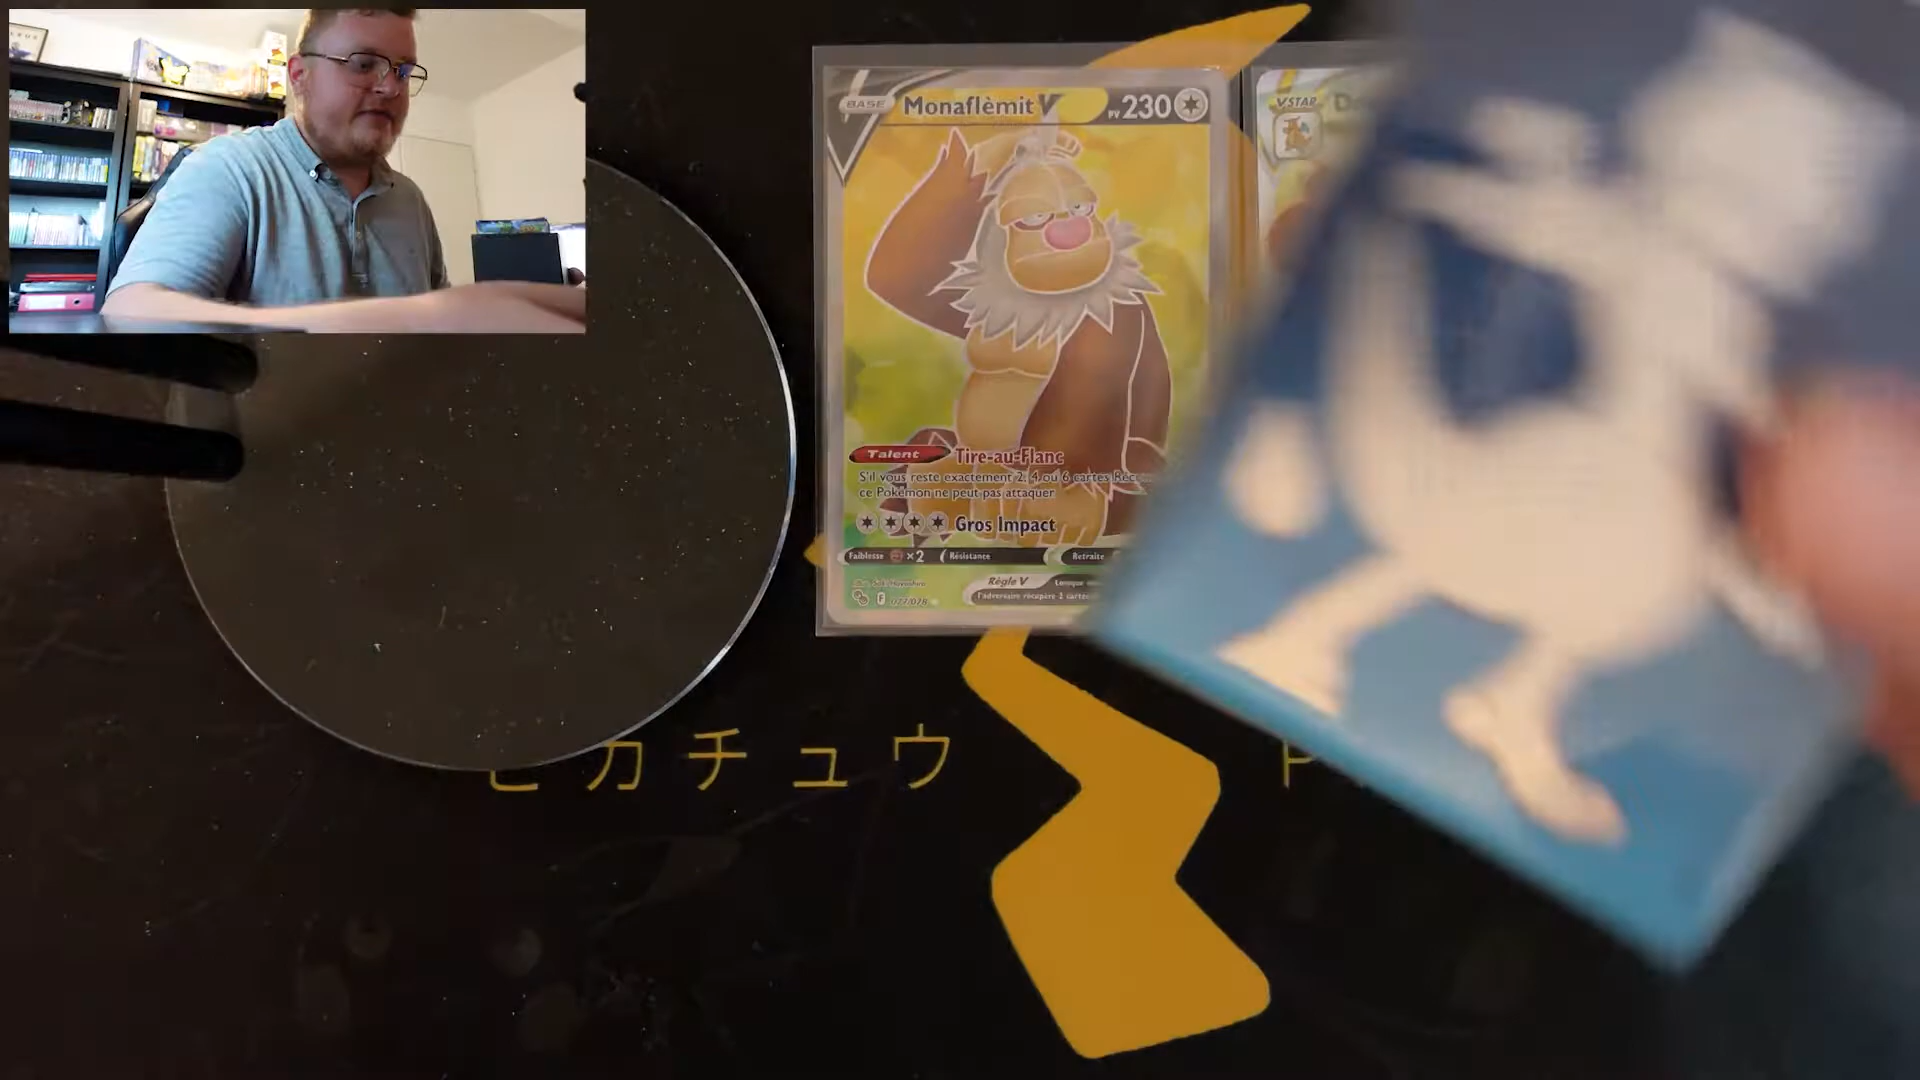 BASE Monaflèmit V PV 230
VSTAR
Talent Tire-au-Flanc
S'il vous reste exactement 2, 4 ou 6 cartes
ce Pokémon ne peut pas attaquer.
Gros Impact
Faiblesse ×2 Résistance Retraite
Règle V
l'adversaire récupère 2 cartes
F 077/078
ピカチュウ P